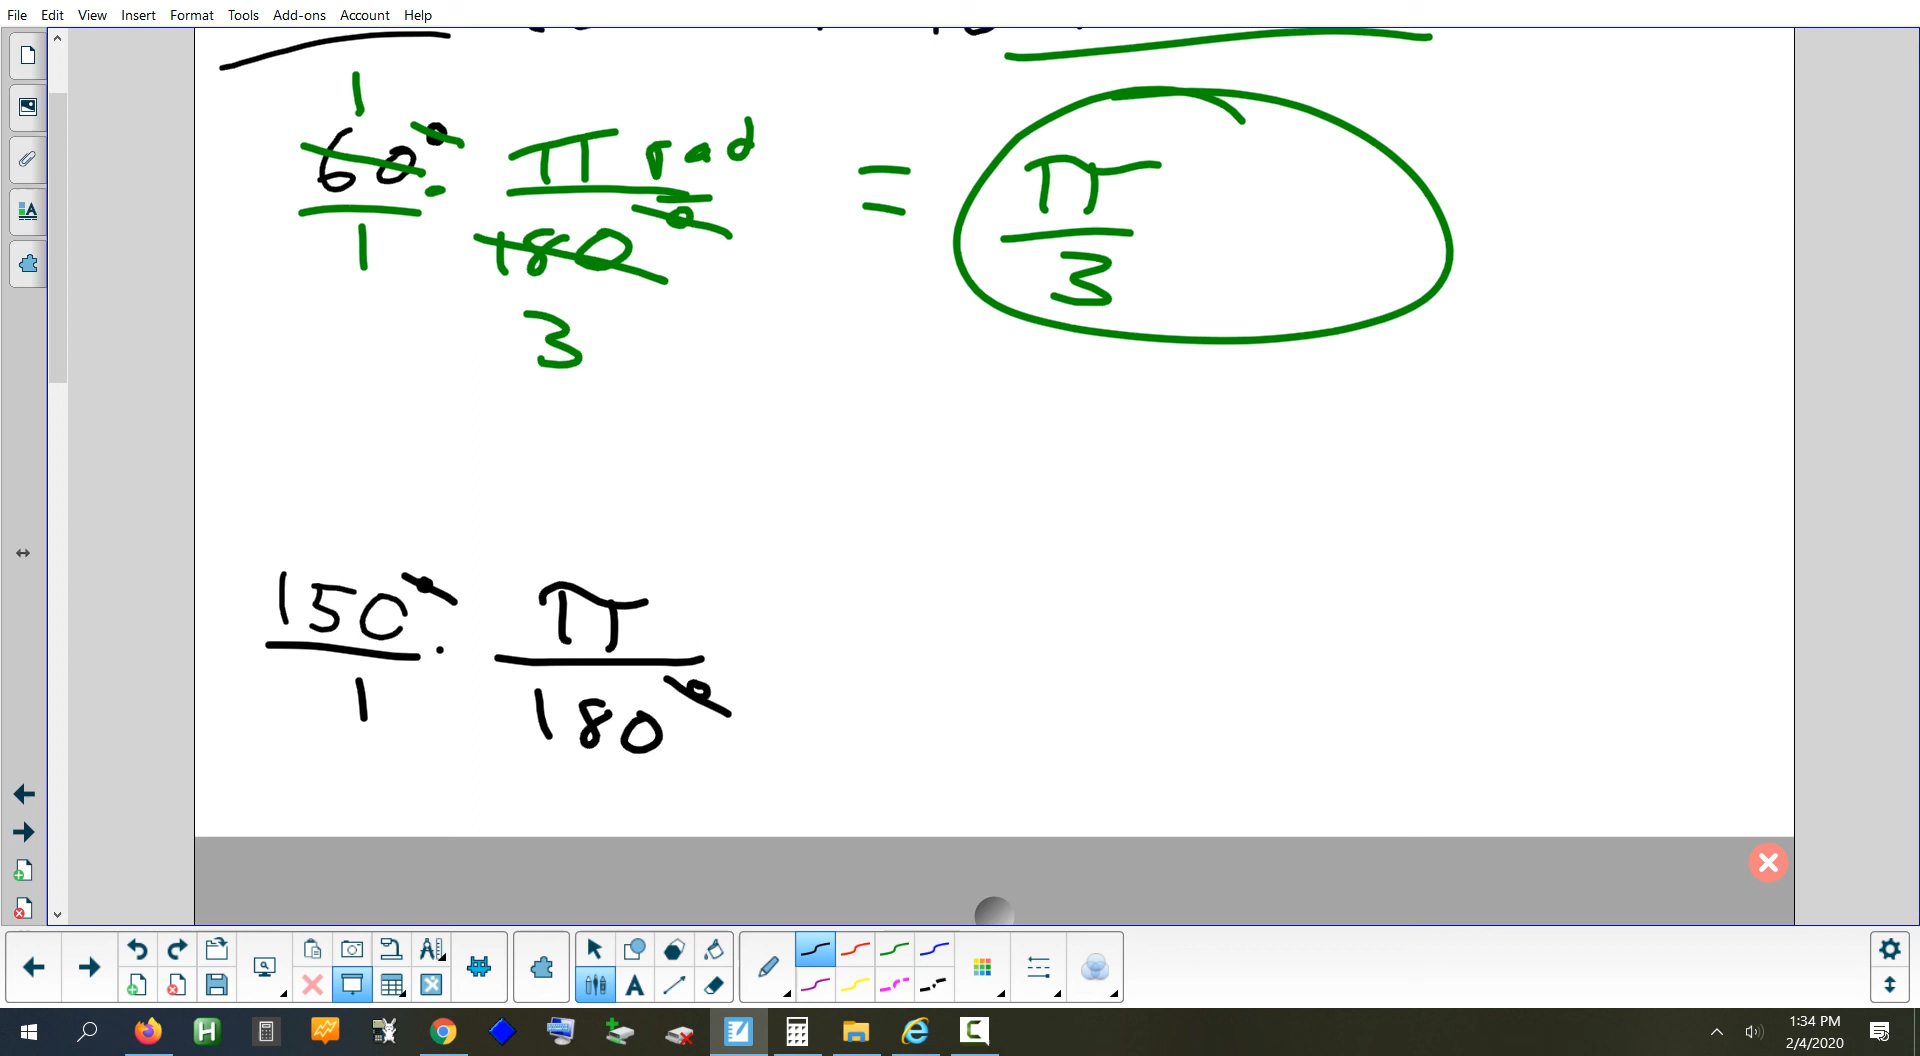 File Edit View Insert Format Tools Add-ons Account Help
1
60° · π rad = π
1 180° 3
3
150° · π
1 180°
1:34 PM
2/4/2020